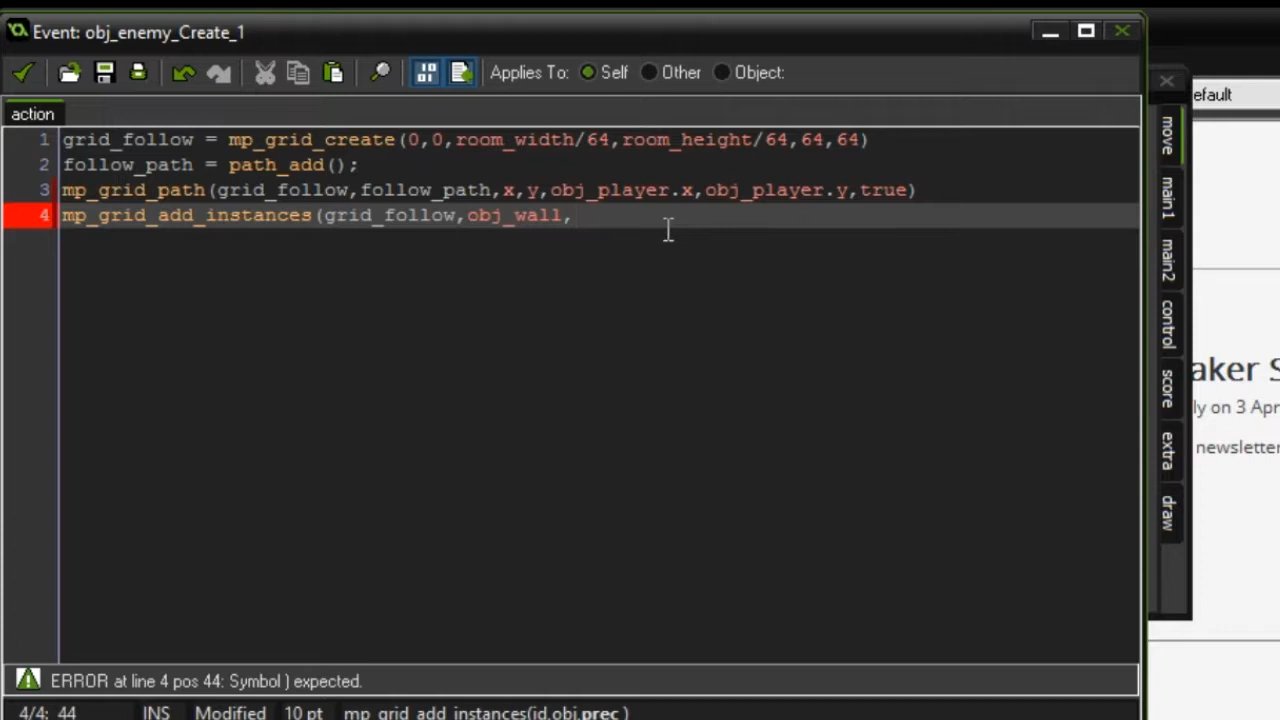 Event: obj_enemy_Create_1
Applies To: Self Other Object:
efault
action
1 grid_follow = mp_grid_create(0,0,room_width/64,room_height/64,64,64)
2 follow_path = path_add();
3 mp_grid_path(grid_follow,follow_path,x,y,obj_player.x,obj_player.y,true)
4 mp_grid_add_instances(grid_follow,obj_wall,
move
main1
main2
control
score
extra
draw
aker S
ly on 3 Apr
newsletter
ERROR at line 4 pos 44: Symbol ) expected.
4/4: 44 INS Modified 10 pt mp_grid_add_instances(id,obj,prec )